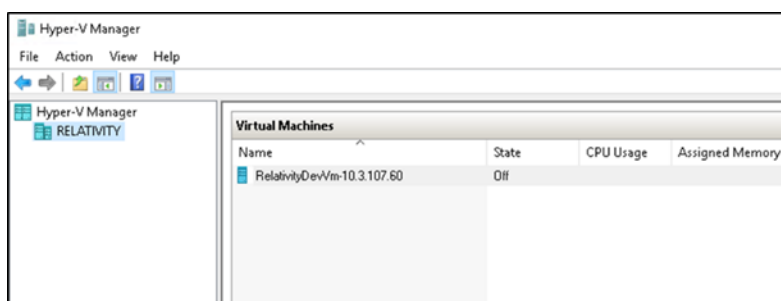 Hyper-V Manager
File Action View Help
Hyper-V Manager
RELATIVITY
Virtual Machines
Name State CPU Usage Assigned Memory
RelativityDevVm-10.3.107.60 Off